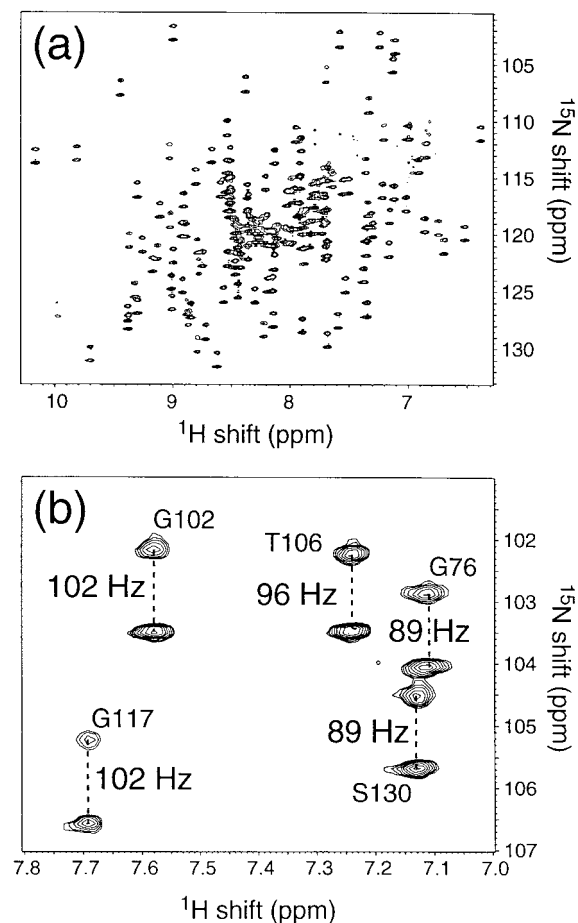 (a)
105
110
115
120
125
130
¹⁵N shift (ppm)
10 9 8 7
¹H shift (ppm)
(b)
G102
T106
G76
102 Hz
96 Hz
89 Hz
G117
89 Hz
102 Hz
S130
102
103
104
105
106
107
¹⁵N shift (ppm)
7.8 7.7 7.6 7.5 7.4 7.3 7.2 7.1 7.0
¹H shift (ppm)